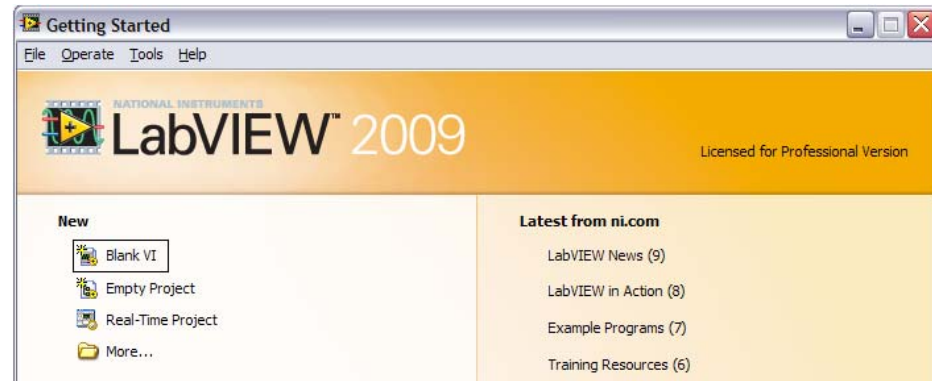 Getting Started
File Operate Tools Help
NATIONAL INSTRUMENTS
LabVIEW™ 2009
Licensed for Professional Version
New
Blank VI
Empty Project
Real-Time Project
More...
Latest from ni.com
LabVIEW News (9)
LabVIEW in Action (8)
Example Programs (7)
Training Resources (6)